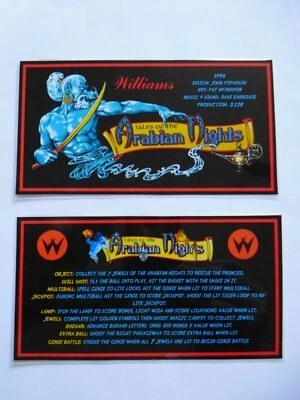 Williams
1996
DESIGN: JOHN POPADIUK
ART: PAT MCMAHON
MUSIC & SOUND: DAVE ZABRISKIE
PRODUCTION: 3,128
TALES OF THE
Arabian Nights
W
TALES OF THE
Arabian Nights
W
OBJECT: COLLECT THE 7 JEWELS OF THE ARABIAN NIGHTS TO RESCUE THE PRINCESS.
SKILL SHOT: FLY THE BALL INTO PLAY, HIT THE BASKET WITH THE SNAKE IN IT.
MULTIBALL: SPELL GENIE TO LITE LOCKS. HIT THE GENIE WHEN LIT TO START MULTIBALL.
JACKPOT: DURING MULTIBALL HIT THE GENIE TO SCORE JACKPOT. SHOOT THE LIT TIGER LOOP TO RE-
LITE JACKPOT.
LAMP: SPIN THE LAMP TO SCORE BONUS, LIGHT WISH AND SCORE LIGHTNING VALUE WHEN LIT.
JEWELS: COMPLETE LIT GOLDEN SYMBOLS THEN SHOOT MAGIC CARPET TO COLLECT JEWEL.
BAZAAR: ADVANCE BAZAAR LETTERS, ORBS AND BONUS X VALUE WHEN LIT.
EXTRA BALL: SHOOT THE RIGHT PASSAGEWAY TO SCORE EXTRA BALL WHEN LIT.
GENIE BATTLE: STRIKE THE GENIE WHEN ALL 7 JEWELS ARE LIT TO BEGIN GENIE BATTLE.